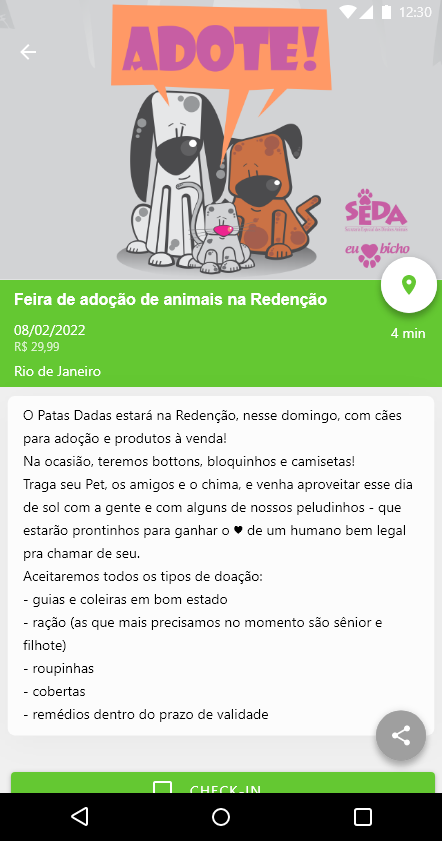 12:30
ADOTE!
SEDA
eu bicho
Feira de adoção de animais na Redenção
08/02/2022
R$ 29,99
4 min
Rio de Janeiro
O Patas Dadas estará na Redenção, nesse domingo, com cães
para adoção e produtos à venda!
Na ocasião, teremos bottons, bloquinhos e camisetas!
Traga seu Pet, os amigos e o chima, e venha aproveitar esse dia
de sol com a gente e com alguns de nossos peludinhos - que
estarão prontinhos para ganhar o ♥ de um humano bem legal
pra chamar de seu.
Aceitaremos todos os tipos de doação:
- guias e coleiras em bom estado
- ração (as que mais precisamos no momento são sênior e
filhote)
- roupinhas
- cobertas
- remédios dentro do prazo de validade
CHECK-IN